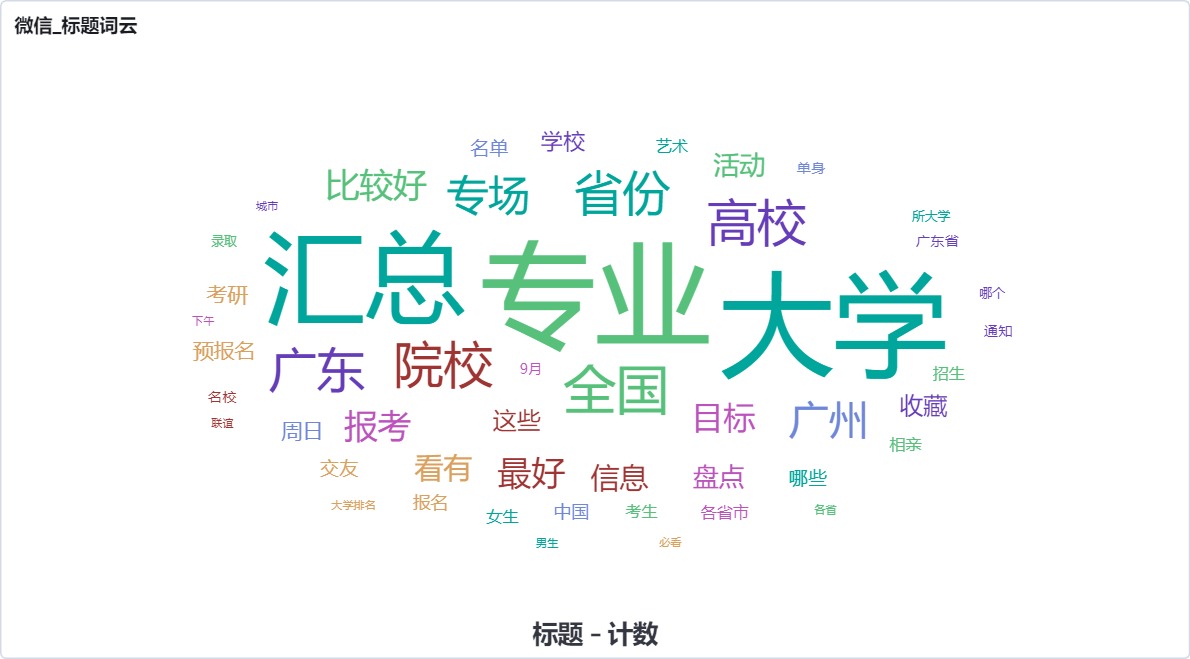 微信_标题词云
名单
学校
艺术
比较好
专场
省份
活动
单身
高校
城市
所大学
录取
广东省
汇总
专业
大学
考研
哪个
下午
通知
预报名
广东
院校
9月
全国
招生
名校
联谊
周日
报考
这些
目标
广州
收藏
相亲
交友
看有
最好
信息
盘点
哪些
大学排名
报名
女生
中国
考生
各省市
各省
男生
必看
标题 - 计数